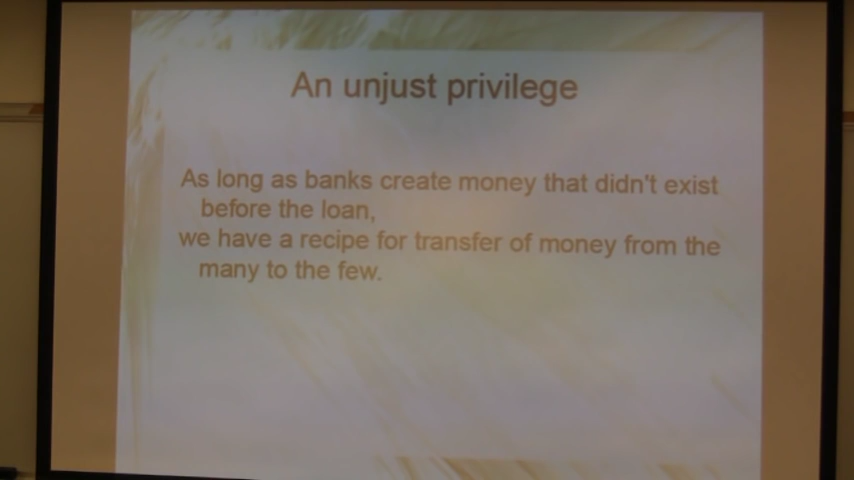 An unjust privilege
As long as banks create money that didn't exist
before the loan,
we have a recipe for transfer of money from the
many to the few.